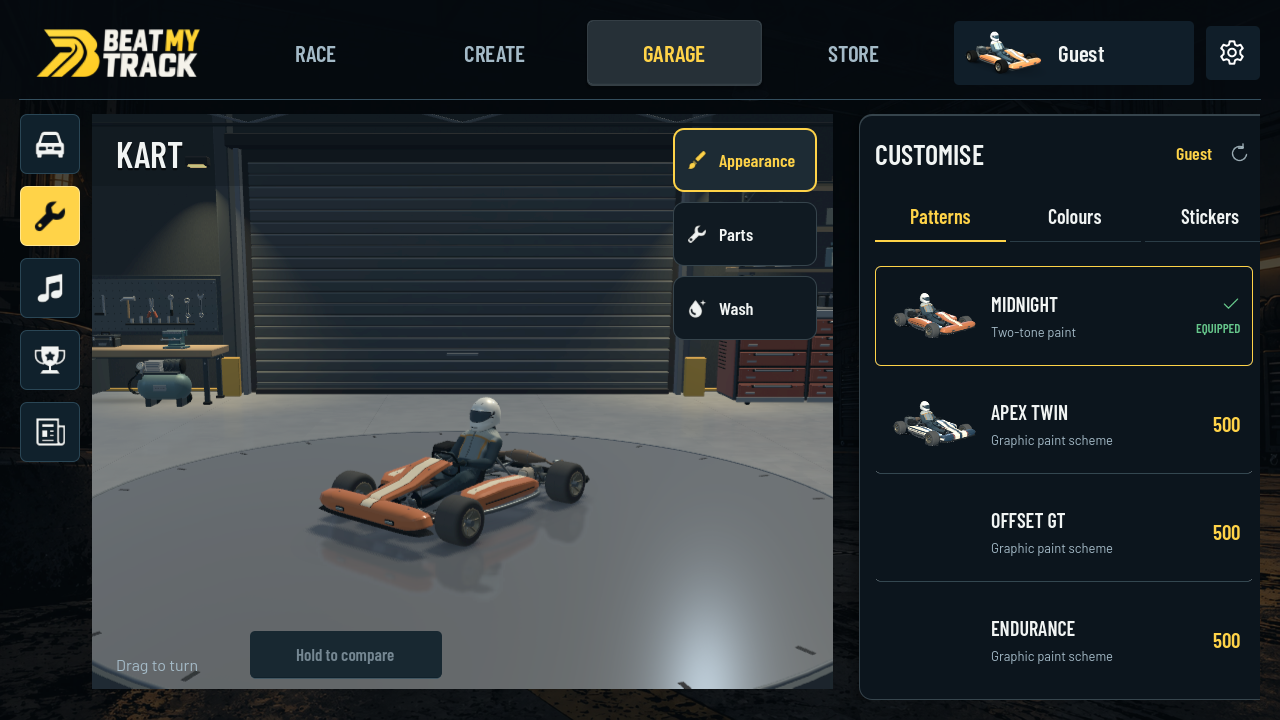 BEATMY
TRACK
RACE
CREATE
GARAGE
STORE
Guest
KART
Appearance
Parts
Wash
Drag to turn
Hold to compare
CUSTOMISE
Guest
Patterns
Colours
Stickers
MIDNIGHT
Two-tone paint
EQUIPPED
APEX TWIN
Graphic paint scheme
500
OFFSET GT
Graphic paint scheme
500
ENDURANCE
Graphic paint scheme
500